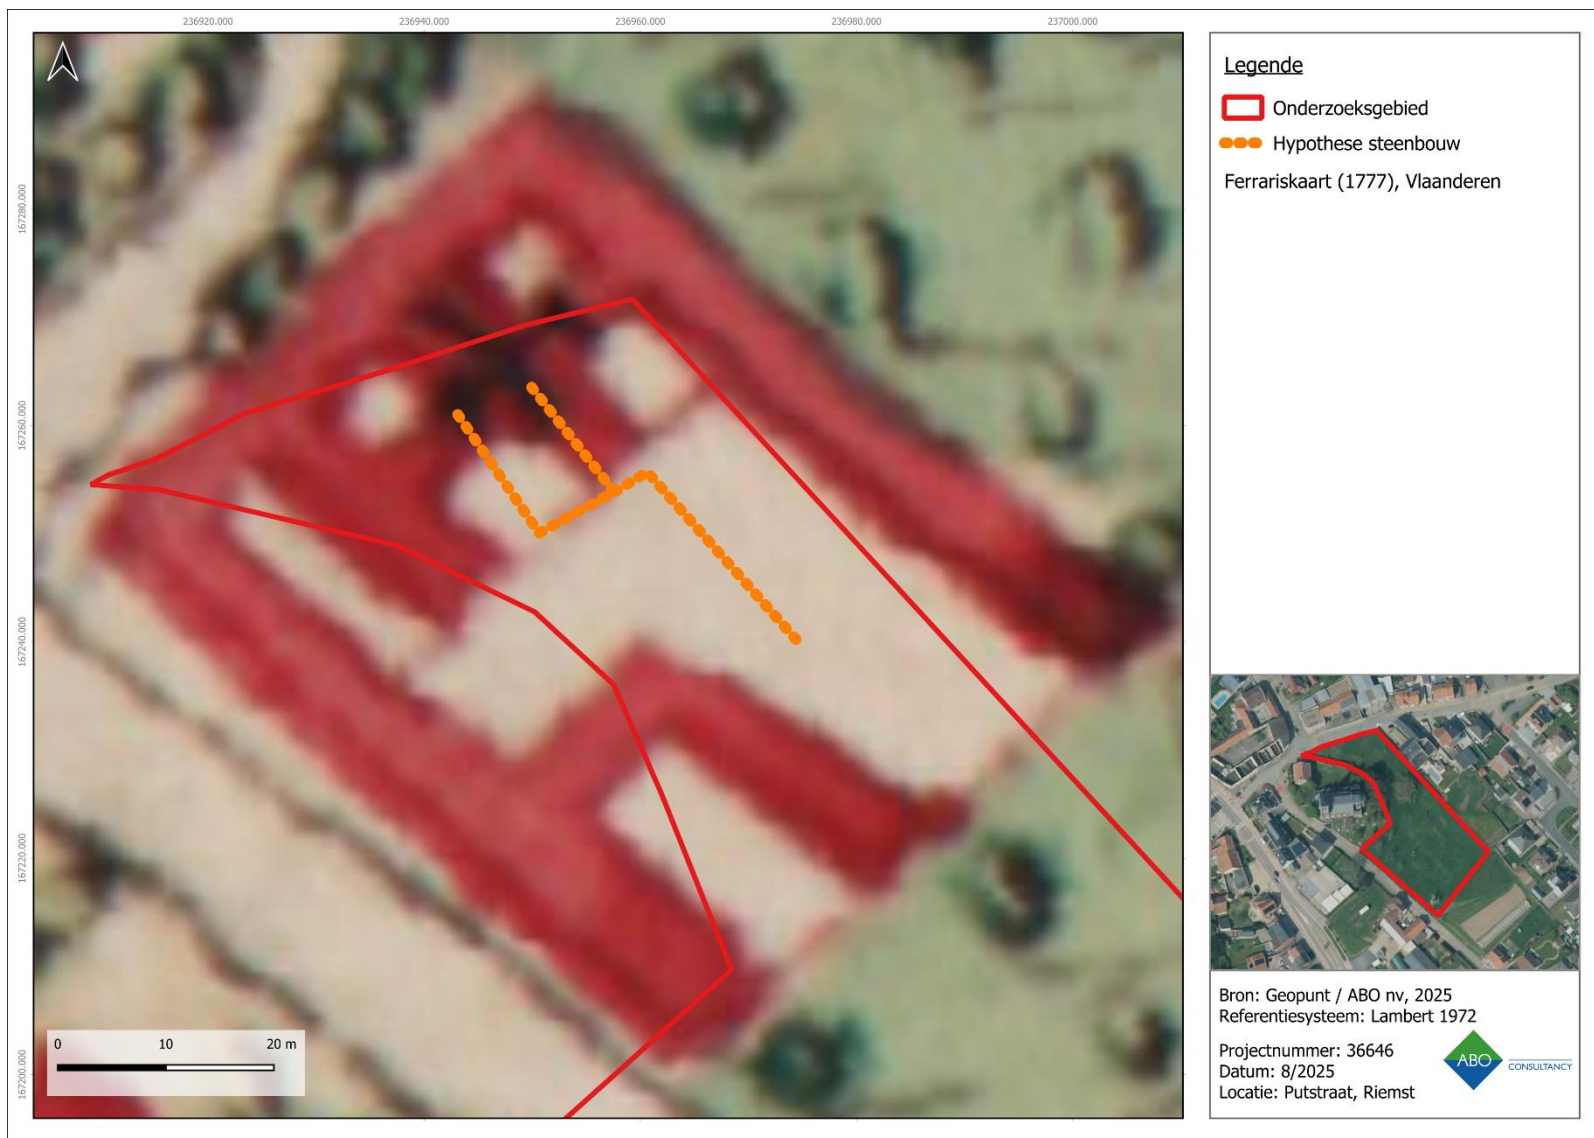 236920.000
236940.000
236960.000
236980.000
237000.000
167280.000
167260.000
167240.000
167220.000
167200.000
0 10 20 m
Legende
Onderzoeksgebied
Hypothese steenbouw
Ferrariskaart (1777), Vlaanderen
Bron: Geopunt / ABO nv, 2025
Referentiesysteem: Lambert 1972
Projectnummer: 36646
Datum: 8/2025
Locatie: Putstraat, Riemst
ABO
CONSULTANCY